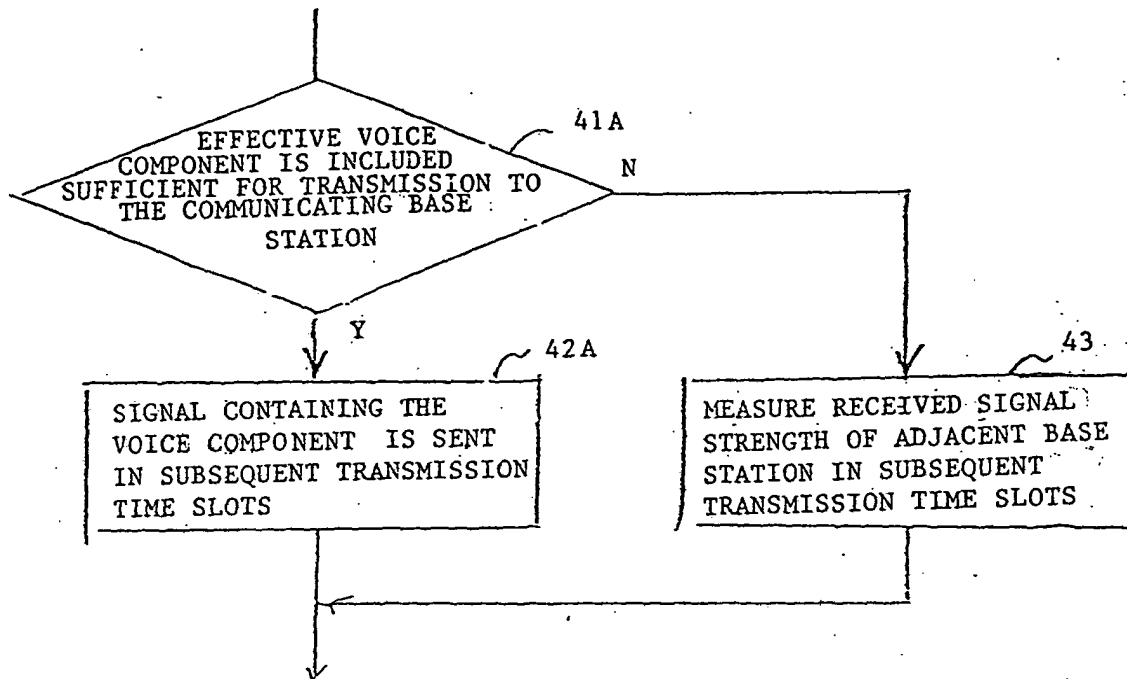 EFFECTIVE VOICE
COMPONENT IS INCLUDED
SUFFICIENT FOR TRANSMISSION TO
THE COMMUNICATING BASE
STATION
41A
N
Y
42A
SIGNAL CONTAINING THE
VOICE COMPONENT IS SENT
IN SUBSEQUENT TRANSMISSION
TIME SLOTS
43
MEASURE RECEIVED SIGNAL
STRENGTH OF ADJACENT BASE
STATION IN SUBSEQUENT
TRANSMISSION TIME SLOTS